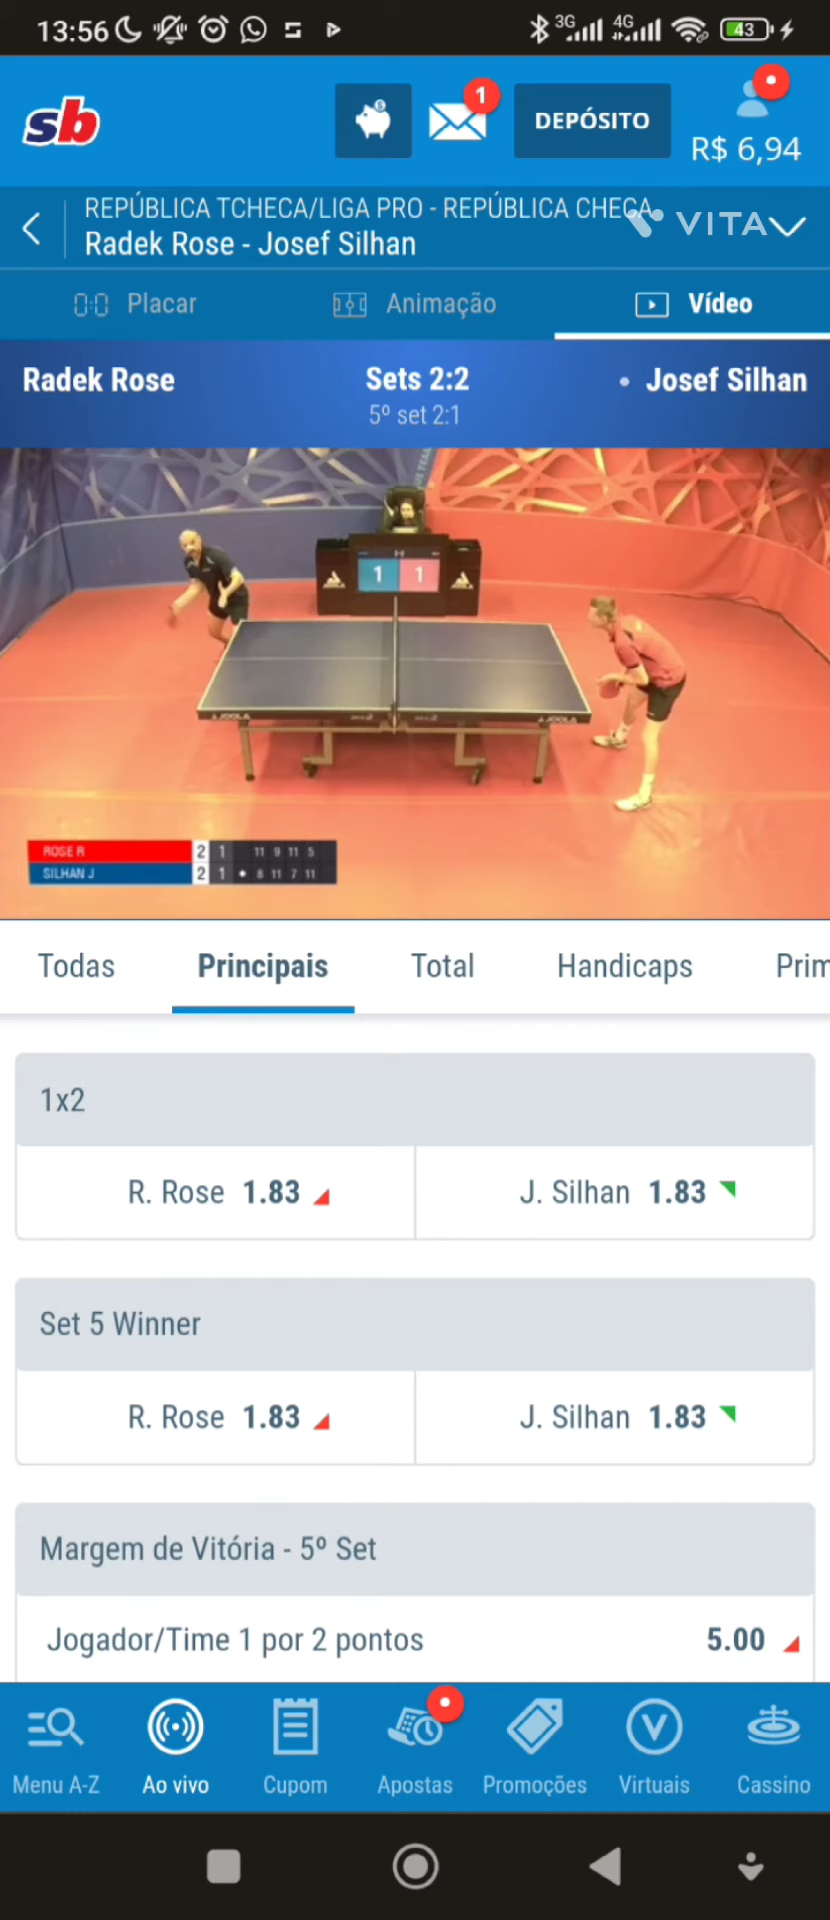 13:56
3G 4G 43
sb
1
DEPÓSITO
R$ 6,94
REPÚBLICA TCHECA/LIGA PRO - REPÚBLICA CHECA
VITA
Radek Rose - Josef Silhan
0:0 Placar
Animação
Vídeo
Radek Rose
Sets 2:2
Josef Silhan
5º set 2:1
1 1
JOOLA
JOOLA
ROSE R 2 1 11 9 11 5
SILHAN J 2 1 8 11 7 11
Todas
Principais
Total
Handicaps
Prim
1x2
R. Rose 1.83
J. Silhan 1.83
Set 5 Winner
R. Rose 1.83
J. Silhan 1.83
Margem de Vitória - 5º Set
Jogador/Time 1 por 2 pontos 5.00
Menu A-Z
Ao vivo
Cupom
Apostas
Promoções
V
Virtuais
Cassino